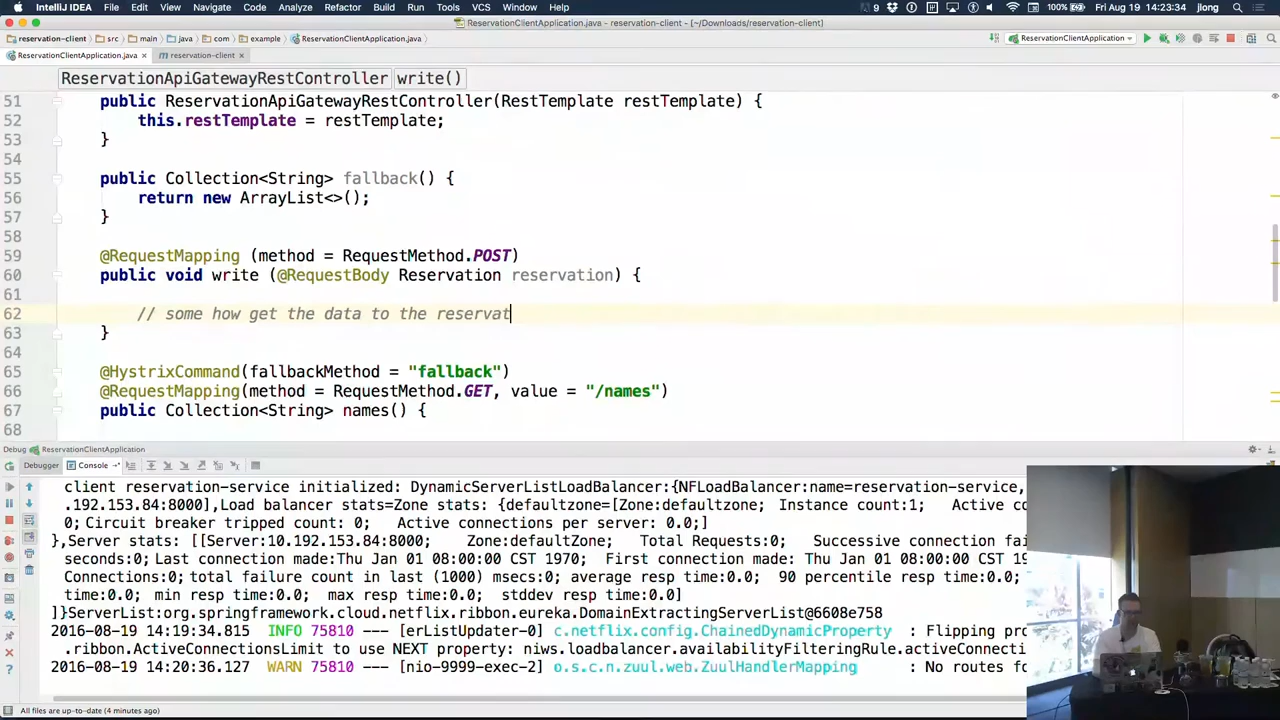 IntelliJ IDEA File Edit View Navigate Code Analyze Refactor Build Run Tools VCS Window Help 9 100% Fri Aug 19 14:23:34 jlong
ReservationClientApplication.java - reservation-client - [~/Downloads/reservation-client]
reservation-client src main java com example ReservationClientApplication.java ReservationClientApplication
ReservationClientApplication.java × m reservation-client ×
ReservationApiGatewayRestController write()
51 public ReservationApiGatewayRestController(RestTemplate restTemplate) {
52 this.restTemplate = restTemplate;
53 }
54
55 public Collection<String> fallback() {
56 return new ArrayList<>();
57 }
58
59 @RequestMapping (method = RequestMethod.POST)
60 public void write (@RequestBody Reservation reservation) {
61
62 // some how get the data to the reservat
63 }
64
65 @HystrixCommand(fallbackMethod = "fallback")
66 @RequestMapping(method = RequestMethod.GET, value = "/names")
67 public Collection<String> names() {
68
Debug ReservationClientApplication
Debugger Console
client reservation-service initialized: DynamicServerListLoadBalancer:{NFLoadBalancer:name=reservation-service,
.192.153.84:8000],Load balancer stats=Zone stats: {defaultzone=[Zone:defaultzone; Instance count:1; Active co
0; Circuit breaker tripped count: 0; Active connections per server: 0.0;]
},Server stats: [[Server:10.192.153.84:8000; Zone:defaultZone; Total Requests:0; Successive connection fai
seconds:0; Last connection made:Thu Jan 01 08:00:00 CST 1970; First connection made: Thu Jan 01 08:00:00 CST 1
Connections:0; total failure count in last (1000) msecs:0; average resp time:0.0; 90 percentile resp time:0.0;
time:0.0; min resp time:0.0; max resp time:0.0; stddev resp time:0.0]
]}ServerList:org.springframework.cloud.netflix.ribbon.eureka.DomainExtractingServerList@6608e758
2016-08-19 14:19:34.815 INFO 75810 --- [erListUpdater-0] c.netflix.config.ChainedDynamicProperty : Flipping pro
.ribbon.ActiveConnectionsLimit to use NEXT property: niws.loadbalancer.availabilityFilteringRule.activeConnecti
2016-08-19 14:20:36.127 WARN 75810 --- [nio-9999-exec-2] o.s.c.n.zuul.web.ZuulHandlerMapping : No routes fo
All files are up-to-date (4 minutes ago)